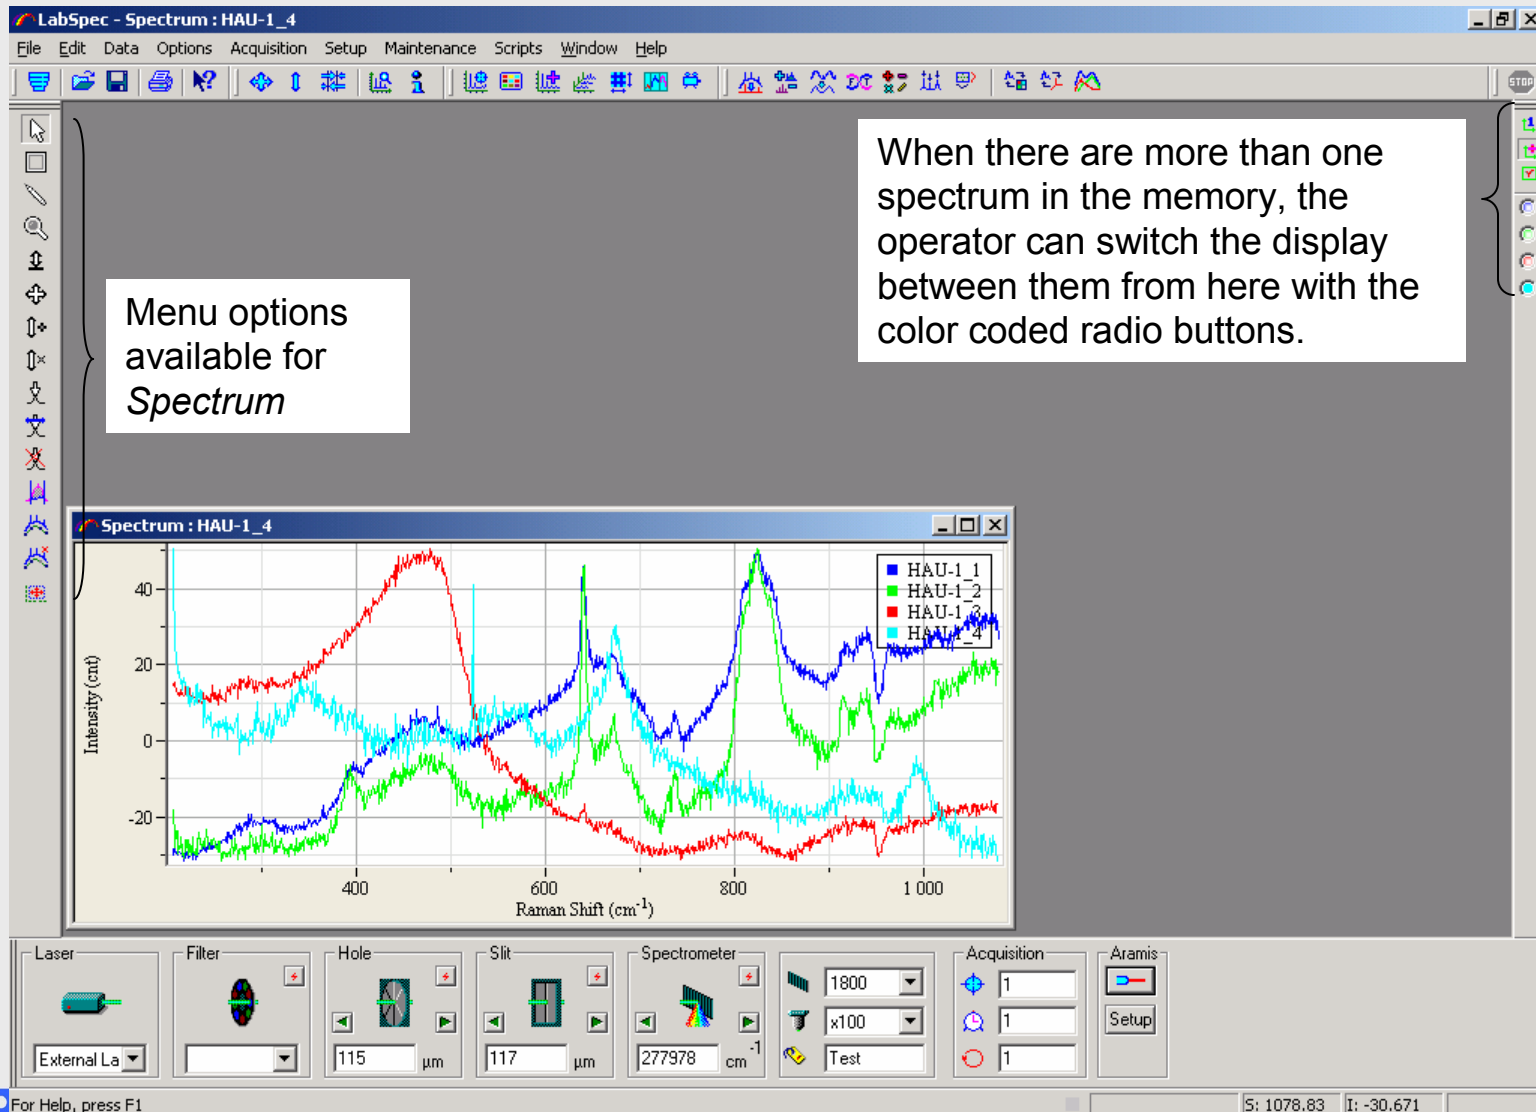 LabSpec - Spectrum : HAU-1_4
File Edit Data Options Acquisition Setup Maintenance Scripts Window Help
STOP
When there are more than one
spectrum in the memory, the
operator can switch the display
between them from here with the
color coded radio buttons.
Menu options
available for
Spectrum
Spectrum : HAU-1_4
HAU-1_1
HAU-1_2
HAU-1_3
HAU-1_4
40
20
0
-20
Intensity (cnt)
400 600 800 1 000
Raman Shift (cm-1)
Laser Filter Hole Slit Spectrometer Acquisition Aramis
1800 1
x100 1 Setup
External La 115 µm 117 µm 277978 cm-1 Test 1
For Help, press F1 S: 1078.83 I: -30.671